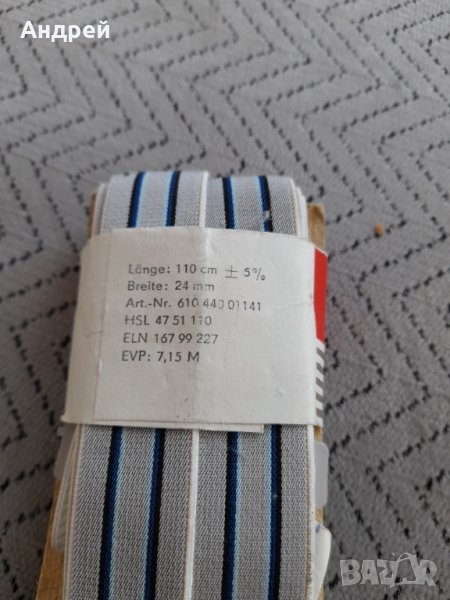 Андрей
Länge: 110 cm ± 5%
Breite: 24 mm
Art.-Nr. 610 440 01141
HSL 47 51 110
ELN 167 99 227
EVP: 7,15 M
BAZAR